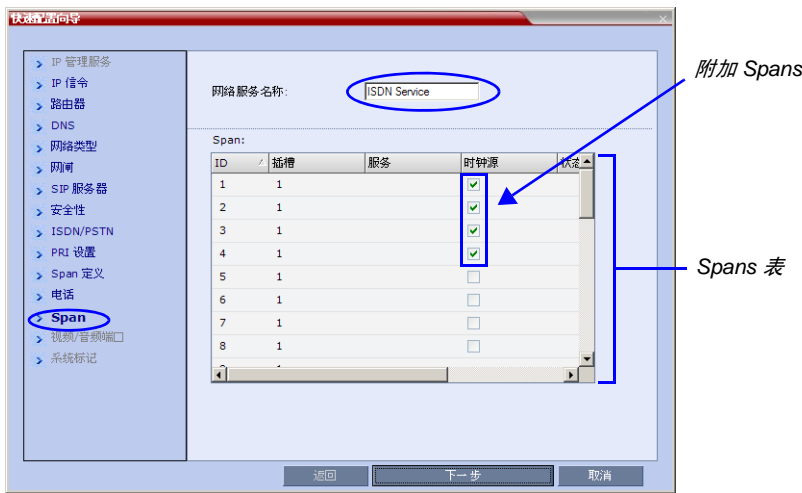 快速配置向导
IP 管理服务
IP 信令
路由器
DNS
网络类型
网闸
SIP 服务器
安全性
ISDN/PSTN
PRI 设置
Span 定义
电话
Span
视频/音频端口
系统标记
网络服务名称: ISDN Service
Span:
ID 插槽 服务 时钟源
1 1
2 1
3 1
4 1
5 1
6 1
7 1
8 1
返回 下一步 取消
附加 Spans
Spans 表